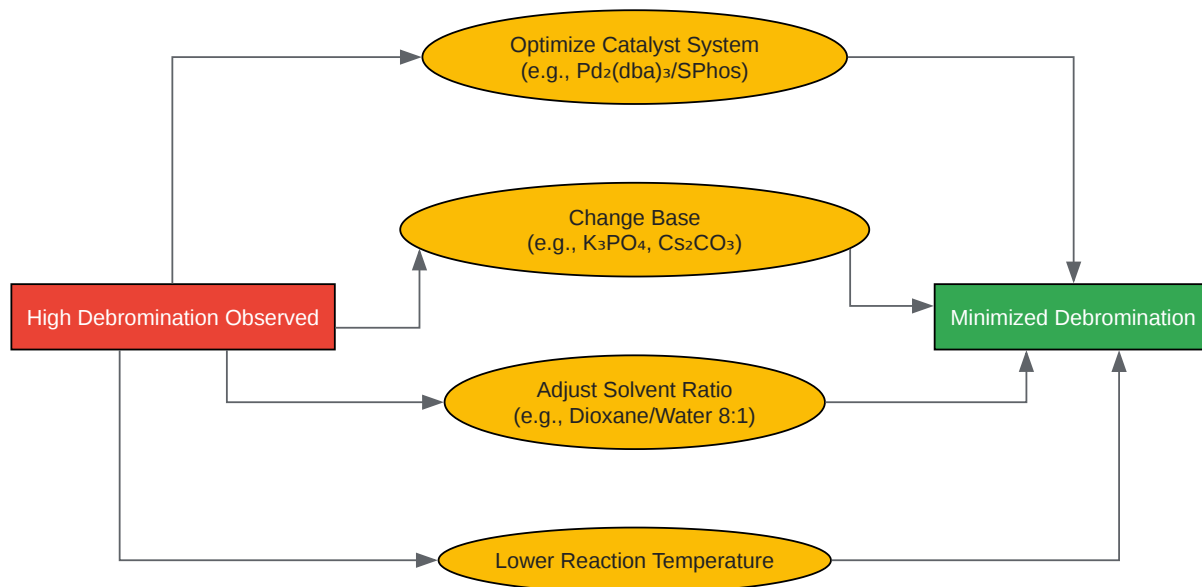 Optimize Catalyst System
(e.g., Pd₂(dba)₃/SPhos)
Change Base
(e.g., K₃PO₄, Cs₂CO₃)
High Debromination Observed
Minimized Debromination
Adjust Solvent Ratio
(e.g., Dioxane/Water 8:1)
Lower Reaction Temperature